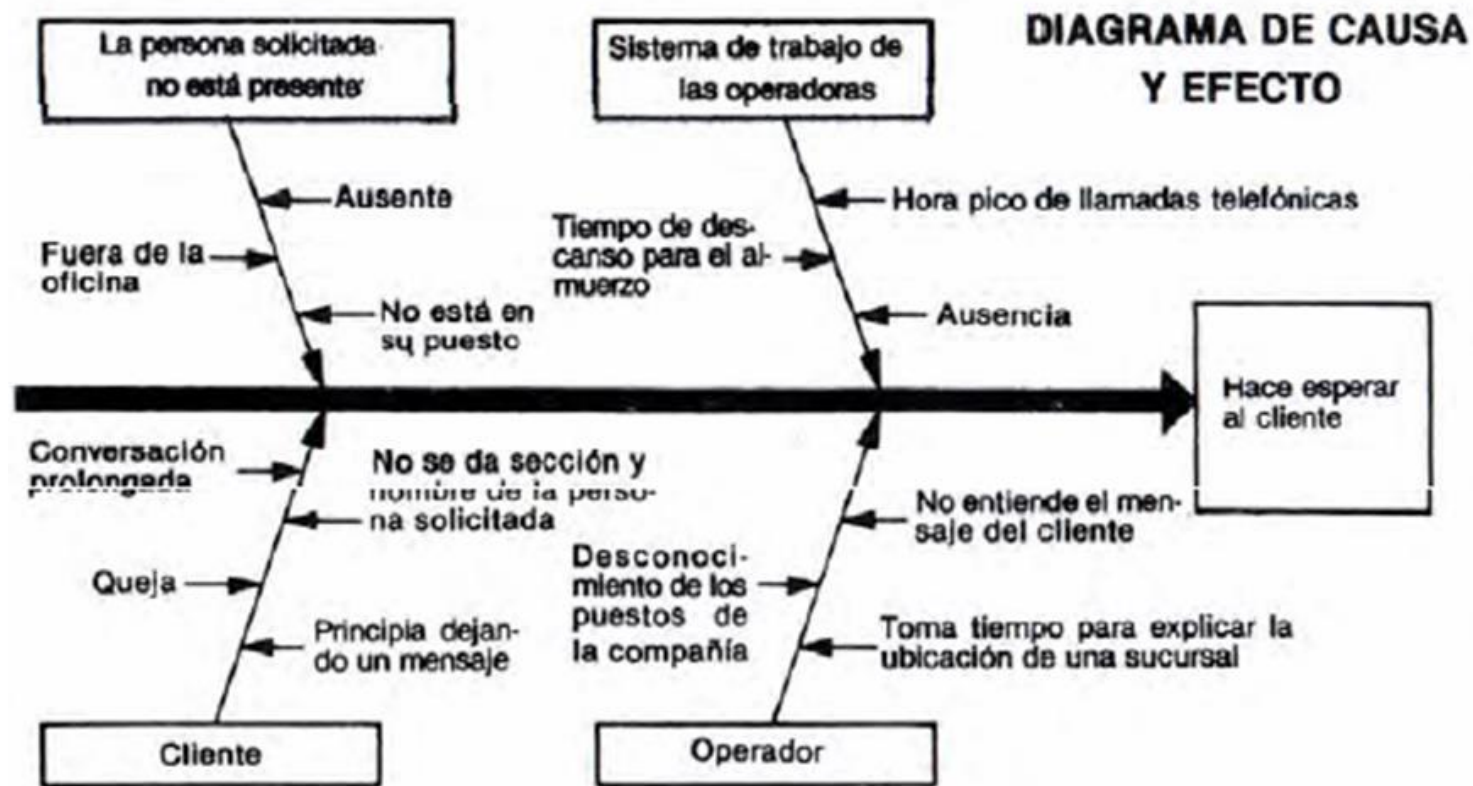 DIAGRAMA DE CAUSA
Y EFECTO
La persona solicitada
no está presente
Ausente
Fuera de la
oficina
No está en
su puesto
Sistema de trabajo de
las operadoras
Hora pico de llamadas telefónicas
Tiempo de des-
canso para el al-
muerzo
Ausencia
Hace esperar
al cliente
Conversación
prolongada
No se da sección y
nombre de la perso-
na solicitada
Queja
Principia dejan-
do un mensaje
Cliente
No entiende el men-
saje del cliente
Desconoci-
miento de los
puestos de
la compañía
Toma tiempo para explicar la
ubicación de una sucursal
Operador